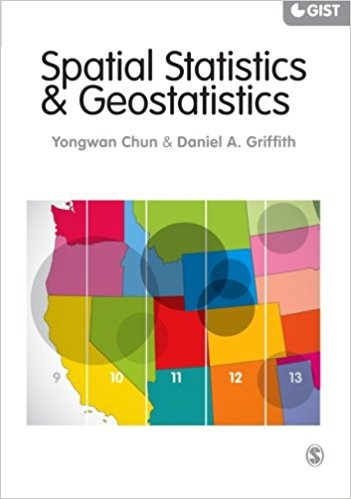 GIST
Spatial Statistics
& Geostatistics
Yongwan Chun & Daniel A. Griffith
9 10 11 12 13
S